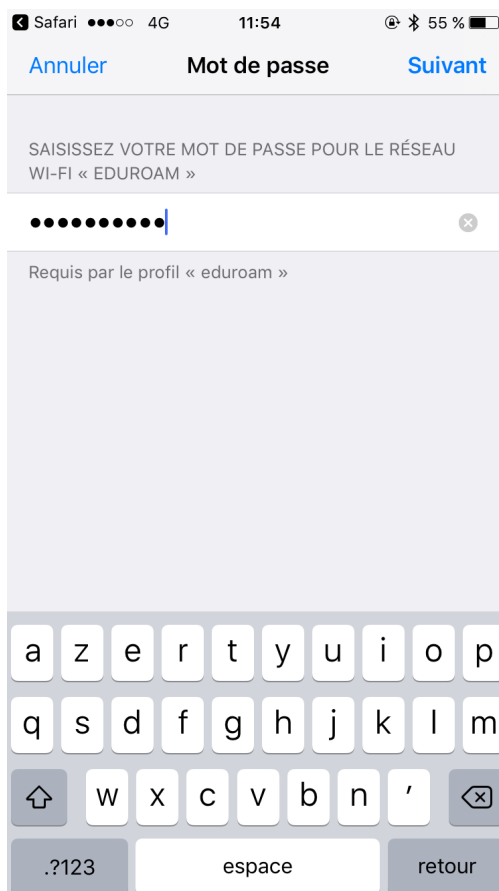 Safari 4G 11:54 55 %
Annuler Mot de passe Suivant
SAISISSEZ VOTRE MOT DE PASSE POUR LE RÉSEAU
WI-FI « EDUROAM »
●●●●●●●●●●
Requis par le profil « eduroam »
a z e r t y u i o p
q s d f g h j k l m
w x c v b n ’
.?123 espace retour